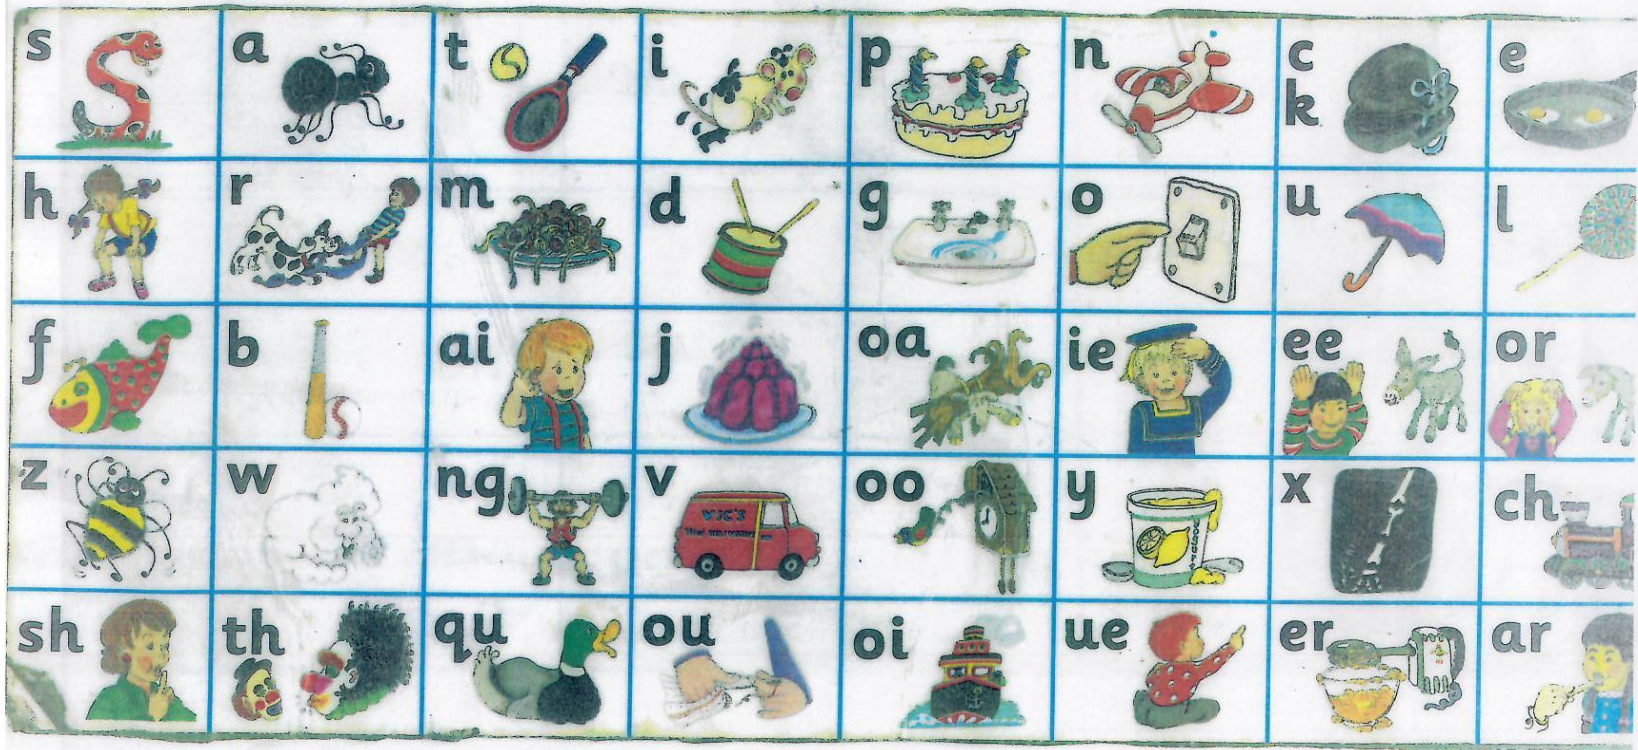 s a t i p n c k e
h r m d g o u l
f b ai j oa ie ee or
z w ng v oo y x ch
VIC'S
sh th qu ou oi ue er ar